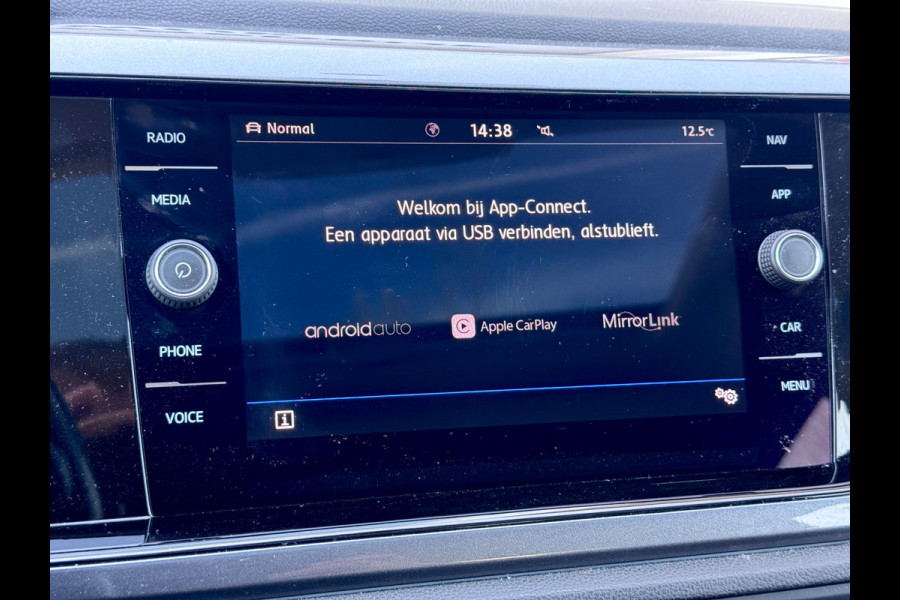 RADIO
MEDIA
PHONE
VOICE
Normal 14:38 12.5°C
Welkom bij App-Connect.
Een apparaat via USB verbinden, alstublieft.
androidauto Apple CarPlay MirrorLink
i
NAV
APP
CAR
MENU